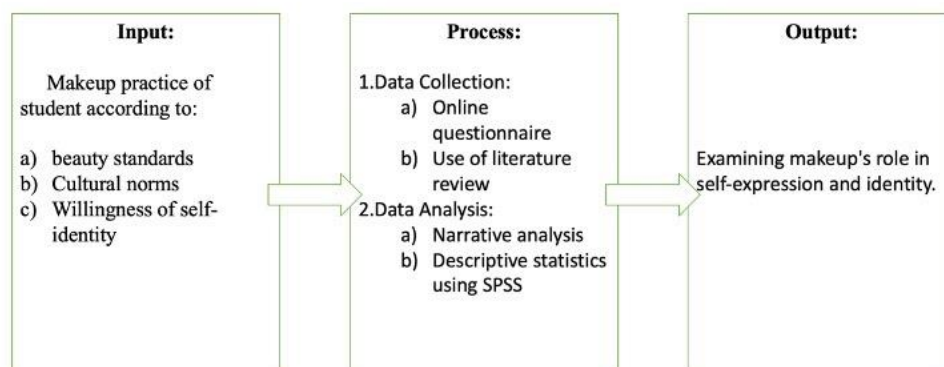 Input:
Makeup practice of
student according to:
a) beauty standards
b) Cultural norms
c) Willingness of self-
identity
Process:
1.Data Collection:
a) Online
questionnaire
b) Use of literature
review
2.Data Analysis:
a) Narrative analysis
b) Descriptive statistics
using SPSS
Output:
Examining makeup's role in
self-expression and identity.